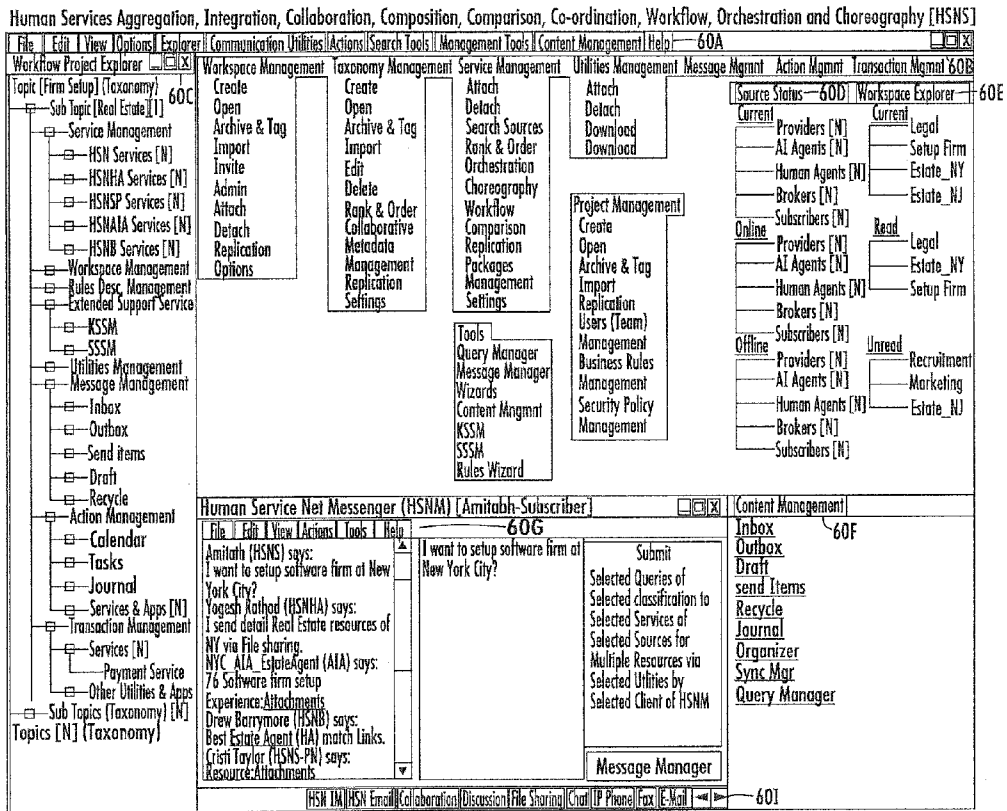 Human Services Aggregation, Integration, Collaboration, Composition, Comparison, Co-ordination, Workflow, Orchestration and Choreography [HSNS]
File Edit View Options Explorer Communication Utilities Actions Search Tools Management Tools Content Management Help 60A
Workflow Project Explorer
Topic [Firm Setup] (Taxonomy) 60C
Sub Topic [Real Estate][1]
Service Management
HSN Services [N]
HSNHA Services [N]
HSNSP Services [N]
HSNAIA Services [N]
HSNB Services [N]
Workspace Management
Rules Desc. Management
Extended Support Service
KSSM
SSSM
Utilities Management
Message Management
Inbox
Outbox
Send items
Draft
Recycle
Action Management
Calendar
Tasks
Journal
Services & Apps [N]
Transaction Management
Services [N]
Payment Service
Other Utilities & Apps
Sub Topics (Taxonomy) [N]
Topics [N] (Taxonomy)
Workspace Management Taxonomy Management Service Management Utilities Management Message Mgmnt Action Mgmnt Transaction Mgmnt 60B
Create
Open
Archive & Tag
Import
Invite
Admin
Attach
Detach
Replication
Options
Create
Open
Archive & Tag
Import
Edit
Delete
Rank & Order
Collaborative
Metadata
Management
Replication
Settings
Attach
Detach
Search Sources
Rank & Order
Orchestration
Choreography
Workflow
Comparison
Replication
Packages
Management
Settings
Tools
Query Manager
Message Manager
Wizards
Content Mngmnt
KSSM
SSSM
Rules Wizard
Attach
Detach
Download
Download
Project Management
Create
Open
Archive & Tag
Import
Replication
Users (Team)
Management
Business Rules
Management
Security Policy
Management
Source Status 60D
Current
Providers [N]
AI Agents [N]
Human Agents [N]
Brokers [N]
Subscribers [N]
Online
Providers [N]
AI Agents [N]
Human Agents [N]
Brokers [N]
Subscribers [N]
Offline
Providers [N]
AI Agents [N]
Human Agents [N]
Brokers [N]
Subscribers [N]
Workspace Explorer 60E
Current
Legal
Setup Firm
Estate_NY
Estate_NJ
Read
Legal
Estate_NY
Setup Firm
Unread
Recruitment
Marketing
Estate_NJ
Human Service Net Messenger (HSNM) [Amitabh-Subscriber]
File Edit View Actions Tools Help 60G
Amitath (HSNS) says:
I want to setup software firm at New
York City?
Yogesh Rathod (HSNHA) says:
I send detail Real Estate resources of
NY via File sharing.
NYC_AIA_EstateAgent (AIA) says:
76 Software firm setup
Experience:Attachments
Drew Barrymore (HSNB) says:
Best Estate Agent (HA) match Links.
Cristi Taylor (HSNS-PN) says:
Resource:Attachments
I want to setup software firm at
New York City?
Submit
Selected Queries of
Selected classification to
Selected Services of
Selected Sources for
Multiple Resources via
Selected Utilities by
Selected Client of HSNM
Message Manager
Content Management
60F
Inbox
Outbox
Draft
send Items
Recycle
Journal
Organizer
Sync Mgr
Query Manager
HSN IM HSN Email Collaboration Discussion File Sharing Chat IP Phone Fax E-Mail 60I